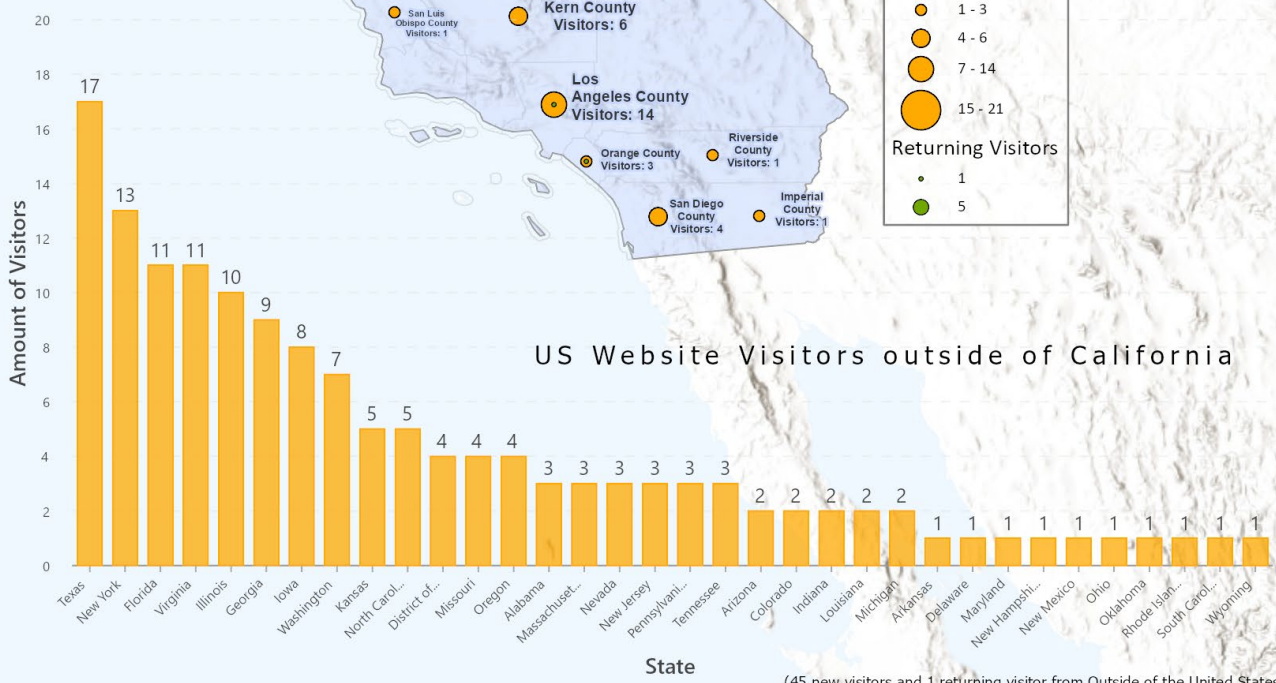 San Luis
Obispo County
Visitors: 1
Kern County
Visitors: 6
Los
Angeles County
Visitors: 14
Orange County
Visitors: 3
Riverside
County
Visitors: 1
San Diego
County
Visitors: 4
Imperial
County
Visitors: 1
1 - 3
4 - 6
7 - 14
15 - 21
Returning Visitors
1
5
US Website Visitors outside of California
Amount of Visitors
20
18
16
14
12
10
8
6
4
2
0
17
13
11
11
10
9
8
7
5
5
4
4
4
3
3
3
3
3
3
2
2
2
2
2
1
1
1
1
1
1
1
1
1
1
Texas
New York
Florida
Virginia
Illinois
Georgia
Iowa
Washington
Kansas
North Carol...
District of...
Missouri
Oregon
Alabama
Massachuset...
Nevada
New Jersey
Pennsylvani...
Tennessee
Arizona
Colorado
Indiana
Louisiana
Michigan
Arkansas
Delaware
Maryland
New Hampshi...
New Mexico
Ohio
Oklahoma
Rhode Islan...
South Carol...
Wyoming
State
(45 new visitors and 1 returning visitor from Outside of the United States